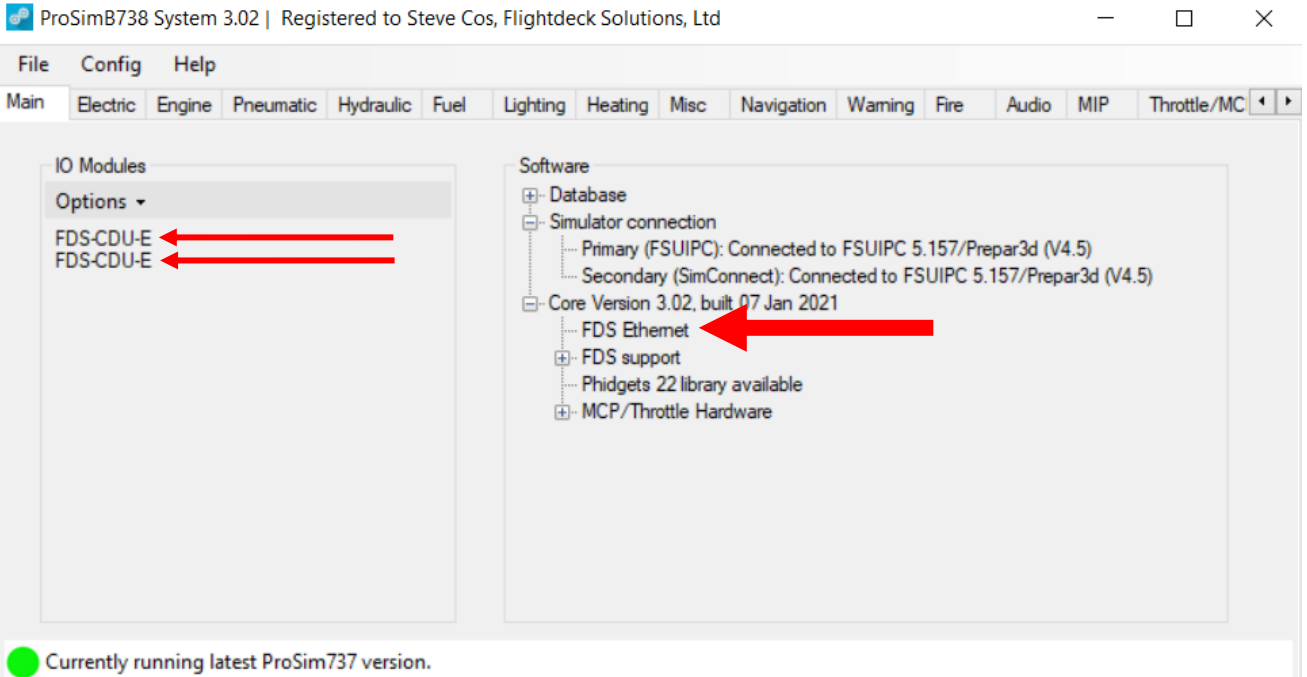 ProSimB738 System 3.02 | Registered to Steve Cos, Flightdeck Solutions, Ltd
File Config Help
Main Electric Engine Pneumatic Hydraulic Fuel Lighting Heating Misc Navigation Warning Fire Audio MIP Throttle/MC
IO Modules
Options
FDS-CDU-E
FDS-CDU-E
Software
Database
Simulator connection
Primary (FSUIPC): Connected to FSUIPC 5.157/Prepar3d (V4.5)
Secondary (SimConnect): Connected to FSUIPC 5.157/Prepar3d (V4.5)
Core Version 3.02, built 07 Jan 2021
FDS Ethernet
FDS support
Phidgets 22 library available
MCP/Throttle Hardware
Currently running latest ProSim737 version.